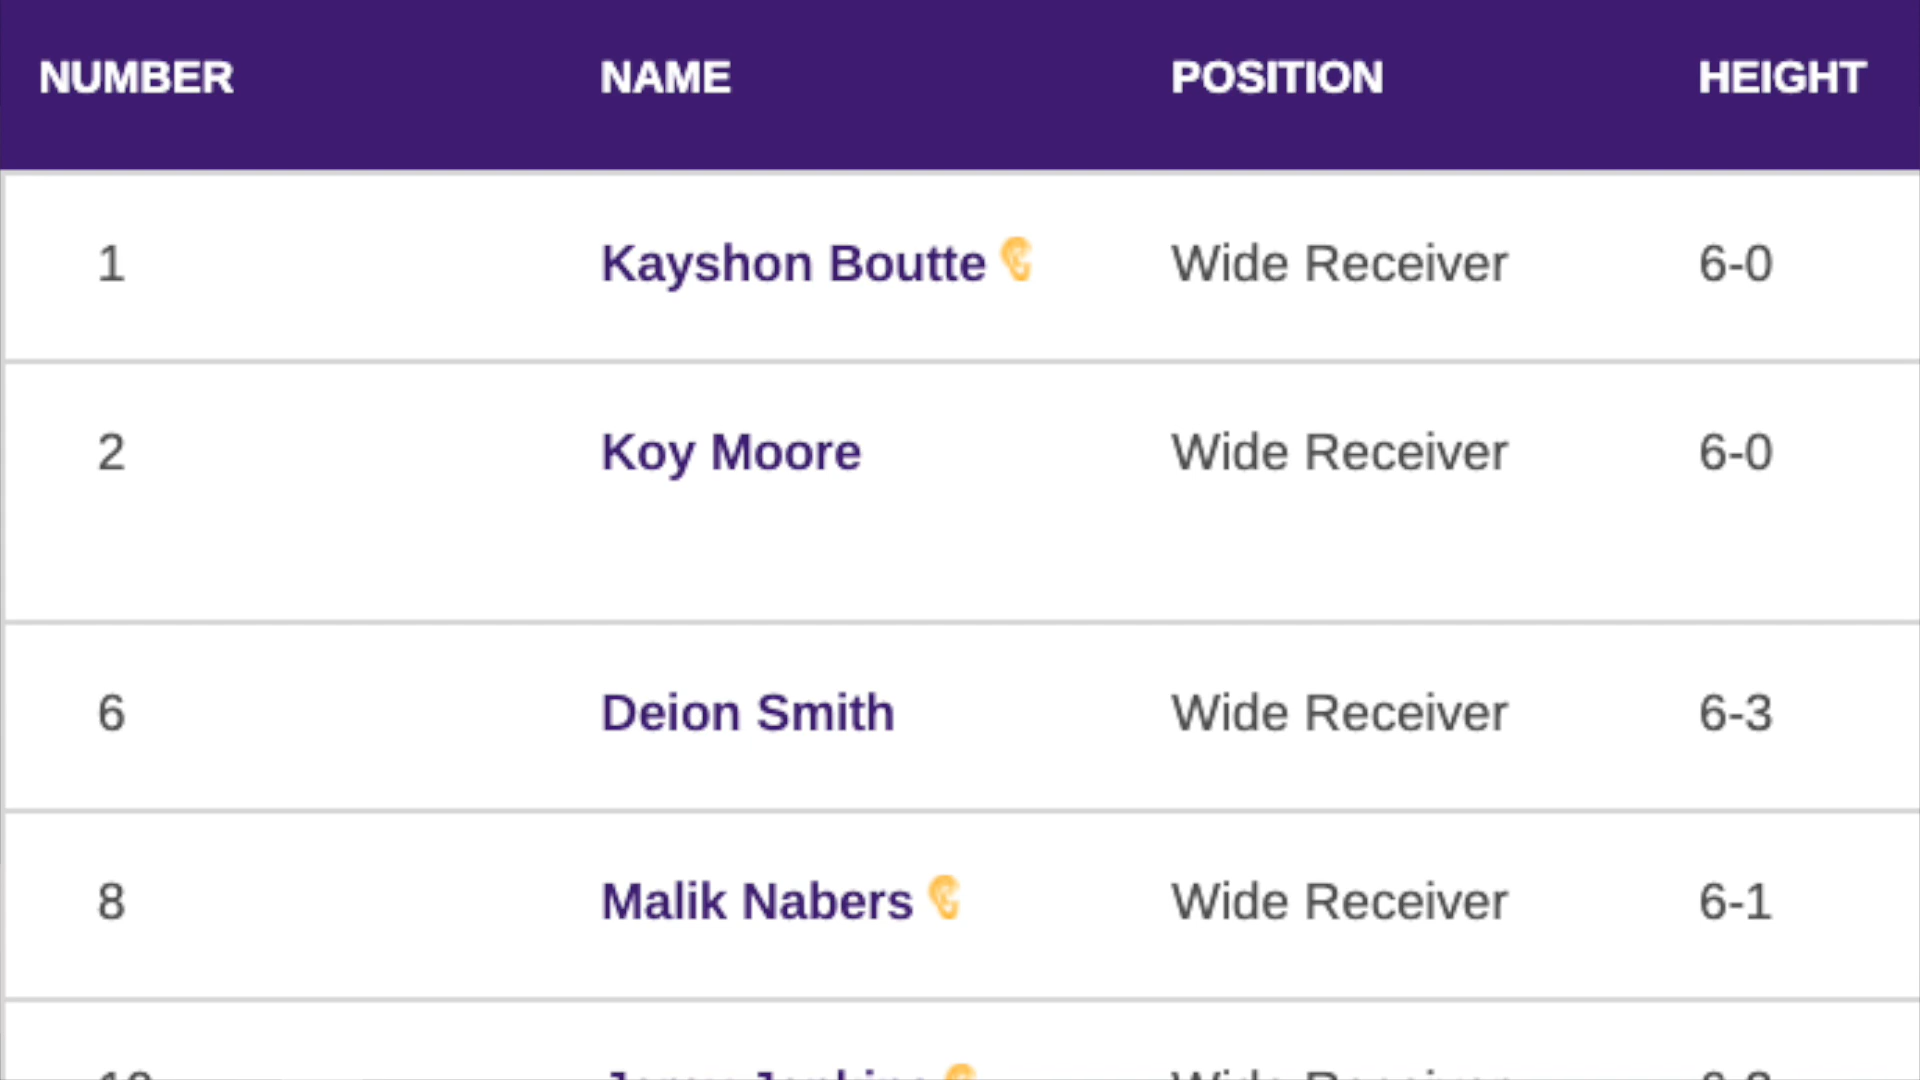 NUMBER NAME POSITION HEIGHT
1 Kayshon Boutte 👂 Wide Receiver 6-0
2 Koy Moore Wide Receiver 6-0
6 Deion Smith Wide Receiver 6-3
8 Malik Nabers 👂 Wide Receiver 6-1